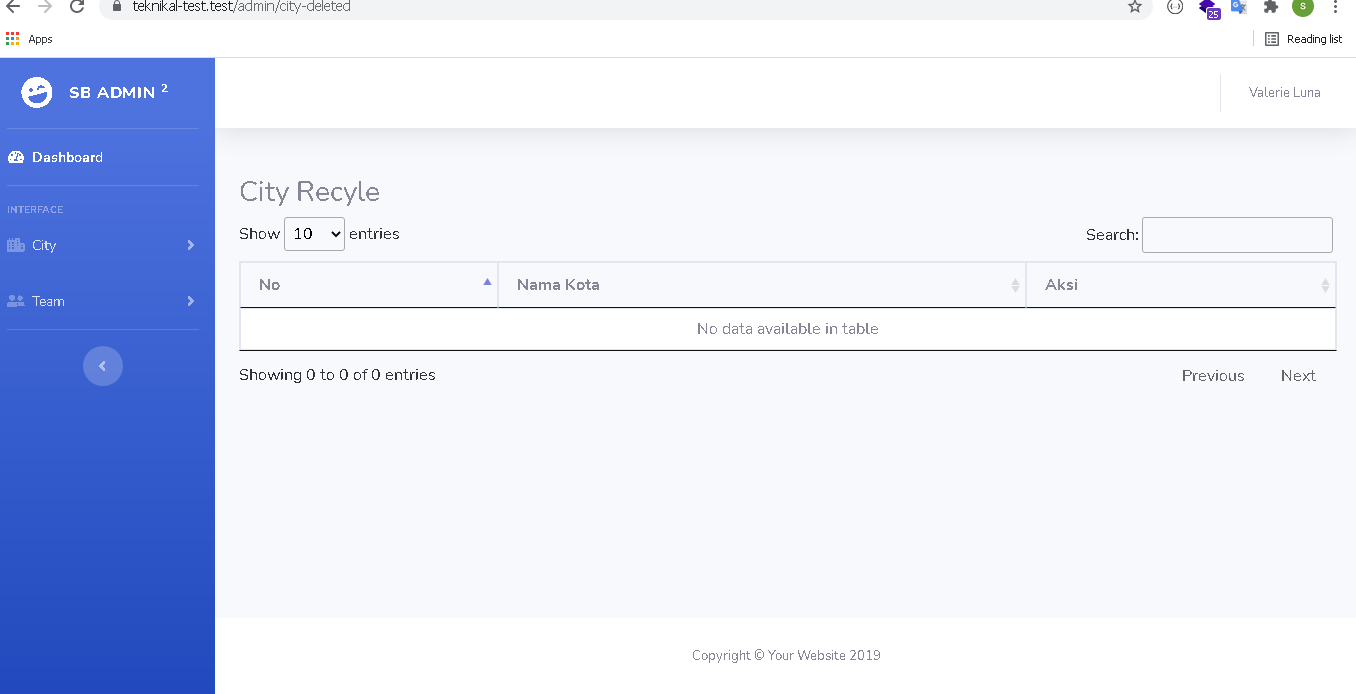 teknikal-test.test/admin/city-deleted
25
S
Apps
Reading list
SB ADMIN 2
Valerie Luna
Dashboard
INTERFACE
City
Team
City Recyle
Show 10 entries
Search:
No Nama Kota Aksi
No data available in table
Showing 0 to 0 of 0 entries
Previous Next
Copyright © Your Website 2019